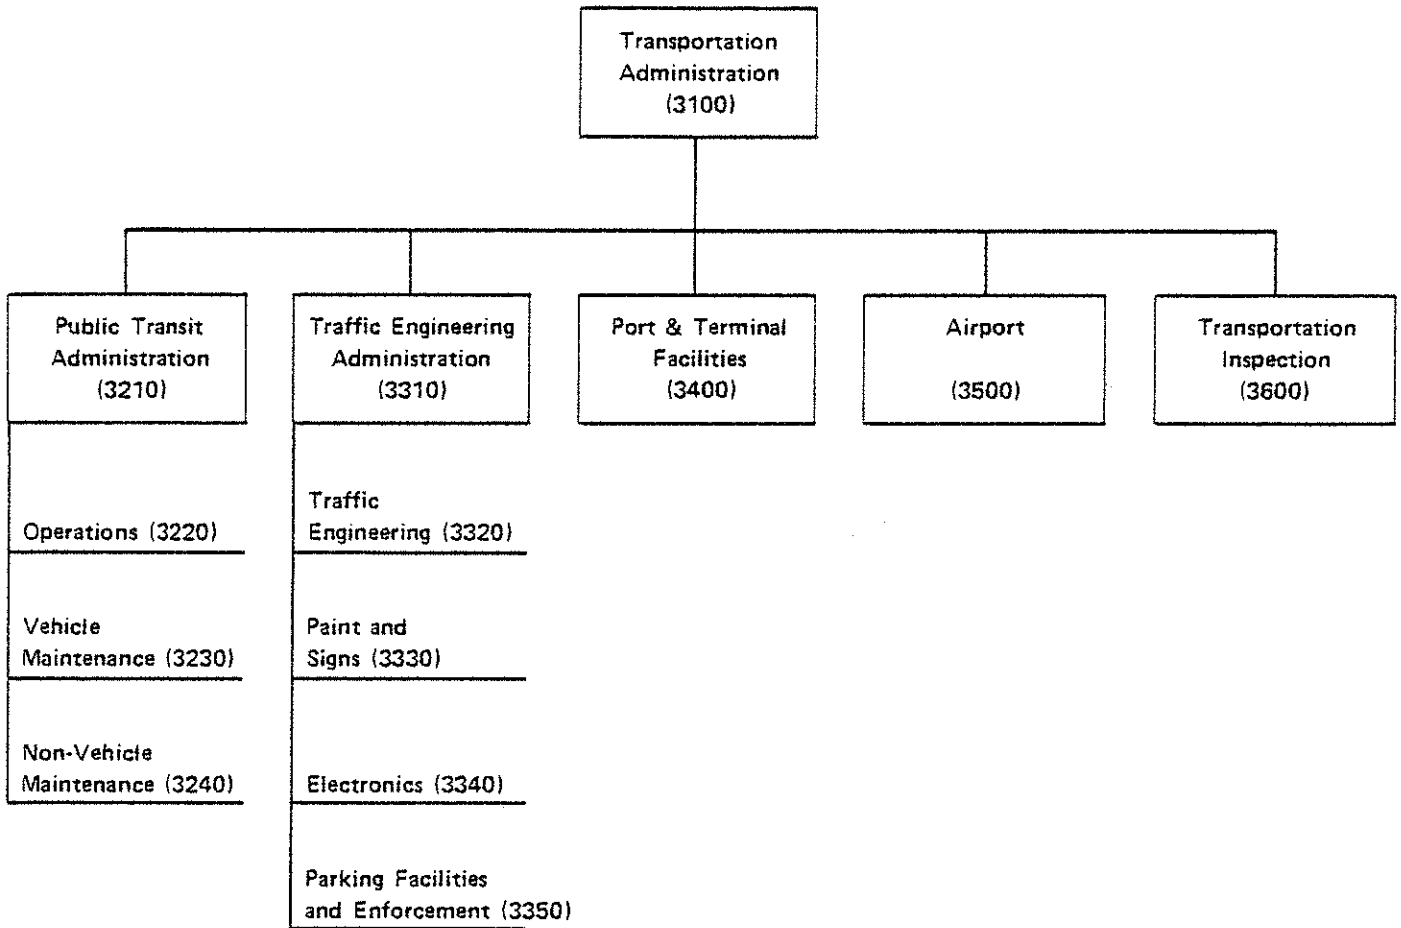 Transportation
Administration
(3100)
Public Transit
Administration
(3210)
Traffic Engineering
Administration
(3310)
Port & Terminal
Facilities
(3400)
Airport
(3500)
Transportation
Inspection
(3600)
Operations (3220)
Vehicle
Maintenance (3230)
Non-Vehicle
Maintenance (3240)
Traffic
Engineering (3320)
Paint and
Signs (3330)
Electronics (3340)
Parking Facilities
and Enforcement (3350)